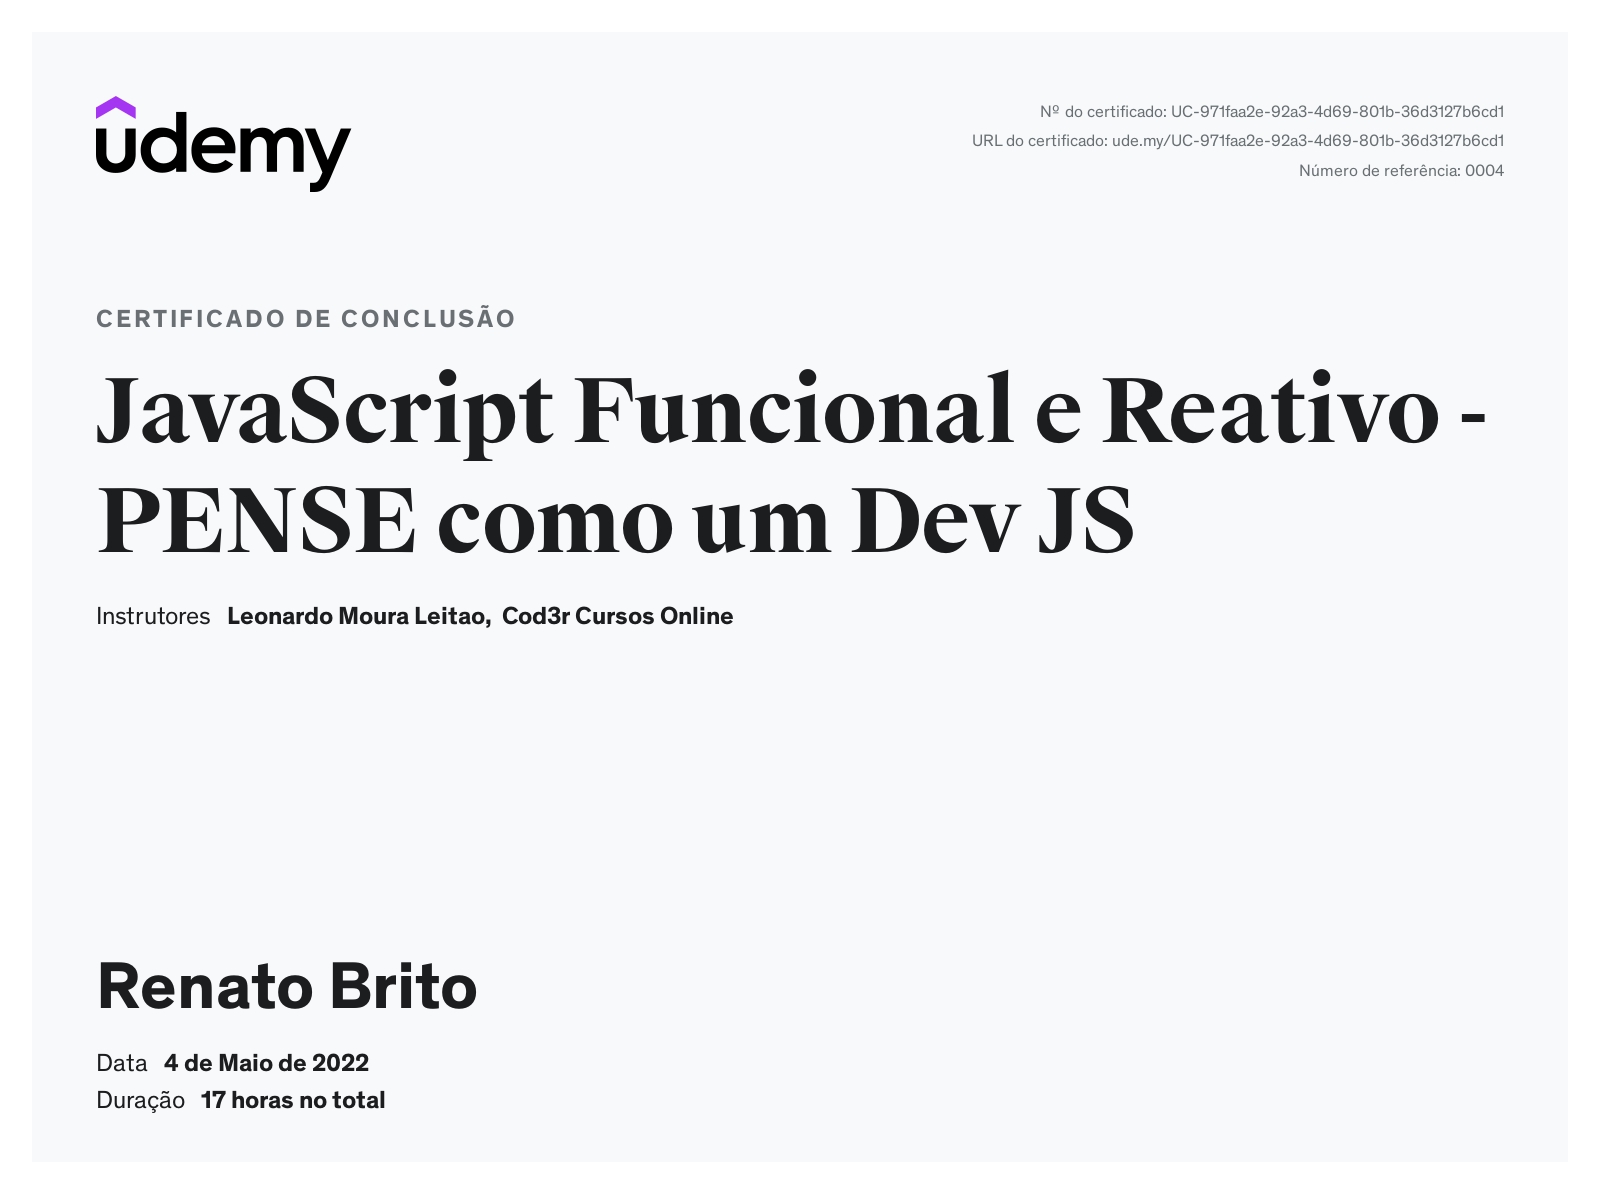 udemy
Nº do certificado: UC-971faa2e-92a3-4d69-801b-36d3127b6cd1
URL do certificado: ude.my/UC-971faa2e-92a3-4d69-801b-36d3127b6cd1
Número de referência: 0004
CERTIFICADO DE CONCLUSÃO
JavaScript Funcional e Reativo -
PENSE como um Dev JS
Instrutores Leonardo Moura Leitao, Cod3r Cursos Online
Renato Brito
Data 4 de Maio de 2022
Duração 17 horas no total